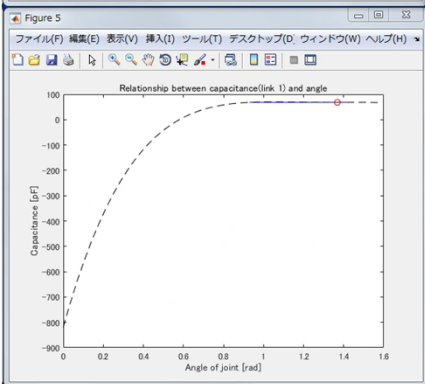 Figure 5
ファイル(F) 編集(E) 表示(V) 挿入(I) ツール(T) デスクトップ(D) ウィンドウ(W) ヘルプ(H)
Relationship between capacitance(link 1) and angle
100
0
-100
-200
-300
-400
-500
-600
-700
-800
-900
Capacitance [pF]
0 0.2 0.4 0.6 0.8 1 1.2 1.4 1.6
Angle of joint [rad]